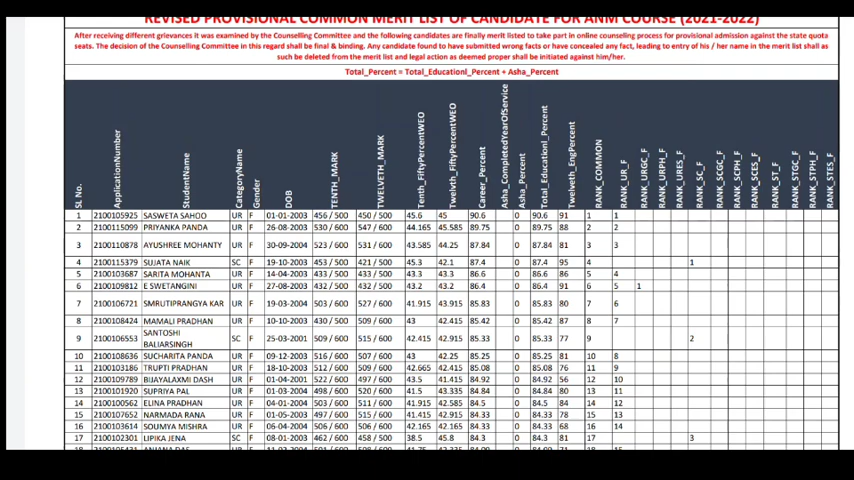 REVISED PROVISIONAL COMMON MERIT LIST OF CANDIDATE FOR ANM COURSE (2021-2022)
After receiving different grievances it was examined by the Counselling Committee and the following candidates are finally merit listed to take part in online counseling process for provisional admission against the state quota
seats. The decision of the Counselling Committee in this regard shall be final & binding. Any candidate found to have submitted wrong facts or have concealed any fact, leading to entry of his / her name in the merit list shall as
such be deleted from the merit list and legal action as deemed proper shall be initiated against him/her.
Total_Percent = Total_Educationl_Percent + Asha_Percent
SL No. ApplicationNumber StudentName CategoryName Gender DOB TENTH_MARK TWELVETH_MARK Tenth_FiftyPercentWEO Twelvth_FiftyPercentWEO Career_Percent Asha_CompletedYearOfService Asha_Percent Total_Educationl_Percent Twelveth_EngPercent RANK_COMMON RANK_UR_F RANK_URGC_F RANK_URPH_F RANK_URES_F RANK_SC_F RANK_SCGC_F RANK_SCPH_F RANK_SCES_F RANK_ST_F RANK_STGC_F RANK_STPH_F RANK_STES_F
1 2100105925 SASWETA SAHOO UR F 01-01-2003 456 / 500 450 / 500 45.6 45 90.6 0 90.6 91 1 1
2 2100115099 PRIYANKA PANDA UR F 26-08-2003 530 / 600 547 / 600 44.165 45.585 89.75 0 89.75 88 2 2
3 2100110878 AYUSHREE MOHANTY UR F 30-09-2004 523 / 600 531 / 600 43.585 44.25 87.84 0 87.84 81 3 3
4 2100115379 SUJATA NAIK SC F 19-10-2003 453 / 500 421 / 500 45.3 42.1 87.4 0 87.4 95 4 1
5 2100103687 SARITA MOHANTA UR F 14-04-2003 433 / 500 433 / 500 43.3 43.3 86.6 0 86.6 86 5 4
6 2100109812 E SWETANGINI UR F 27-08-2003 432 / 500 432 / 500 43.2 43.2 86.4 0 86.4 91 6 5 1
7 2100106721 SMRUTIPRANGYA KAR UR F 19-03-2004 503 / 600 527 / 600 41.915 43.915 85.83 0 85.83 80 7 6
8 2100108424 MAMALI PRADHAN UR F 10-10-2003 430 / 500 509 / 600 43 42.415 85.42 0 85.42 87 8 7
9 2100106553 SANTOSHI BALIARSINGH SC F 25-03-2001 509 / 600 515 / 600 42.415 42.915 85.33 0 85.33 77 9 2
10 2100108636 SUCHARITA PANDA UR F 09-12-2003 516 / 600 507 / 600 43 42.25 85.25 0 85.25 81 10 8
11 2100103186 TRUPTI PRADHAN UR F 18-10-2003 512 / 600 509 / 600 42.665 42.415 85.08 0 85.08 76 11 9
12 2100109789 BIJAYALAXMI DASH UR F 01-04-2001 522 / 600 497 / 600 43.5 41.415 84.92 0 84.92 56 12 10
13 2100101920 SUPRIYA PAL UR F 01-03-2004 498 / 600 520 / 600 41.5 43.335 84.84 0 84.84 80 13 11
14 2100100562 ELINA PRADHAN UR F 04-01-2004 503 / 600 511 / 600 41.915 42.585 84.5 0 84.5 84 14 12
15 2100107652 NARMADA RANA UR F 01-05-2003 497 / 600 515 / 600 41.415 42.915 84.33 0 84.33 78 15 13
16 2100103614 SOUMYA MISHRA UR F 06-04-2004 506 / 600 506 / 600 42.165 42.165 84.33 0 84.33 68 16 14
17 2100102301 LIPIKA JENA SC F 08-01-2003 462 / 600 458 / 500 38.5 45.8 84.3 0 84.3 81 17 3